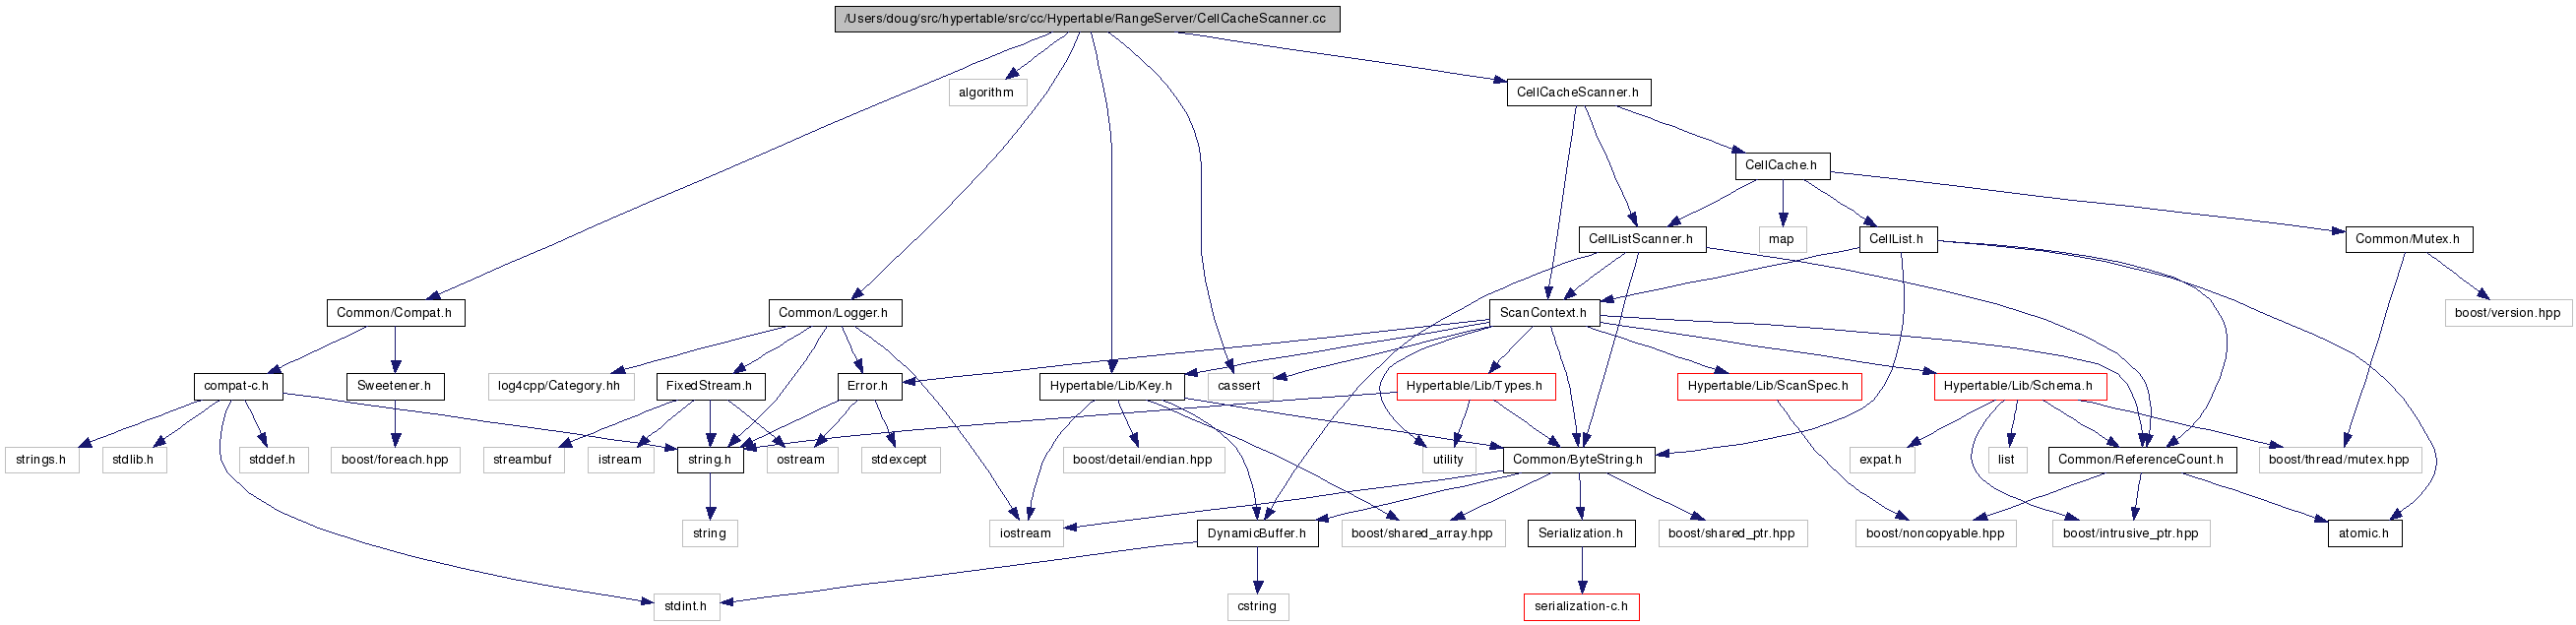 /Users/doug/src/hypertable/src/cc/Hypertable/RangeServer/CellCacheScanner.cc
algorithm
CellCacheScanner.h
CellCache.h
CellListScanner.h
map
CellList.h
Common/Mutex.h
Common/Compat.h
Common/Logger.h
ScanContext.h
boost/version.hpp
compat-c.h
Sweetener.h
log4cpp/Category.hh
FixedStream.h
Error.h
Hypertable/Lib/Key.h
cassert
Hypertable/Lib/Types.h
Hypertable/Lib/ScanSpec.h
Hypertable/Lib/Schema.h
strings.h
stdlib.h
stddef.h
boost/foreach.hpp
streambuf
istream
string.h
ostream
stdexcept
boost/detail/endian.hpp
utility
Common/ByteString.h
expat.h
list
Common/ReferenceCount.h
boost/thread/mutex.hpp
string
iostream
DynamicBuffer.h
boost/shared_array.hpp
Serialization.h
boost/shared_ptr.hpp
boost/noncopyable.hpp
boost/intrusive_ptr.hpp
atomic.h
stdint.h
cstring
serialization-c.h